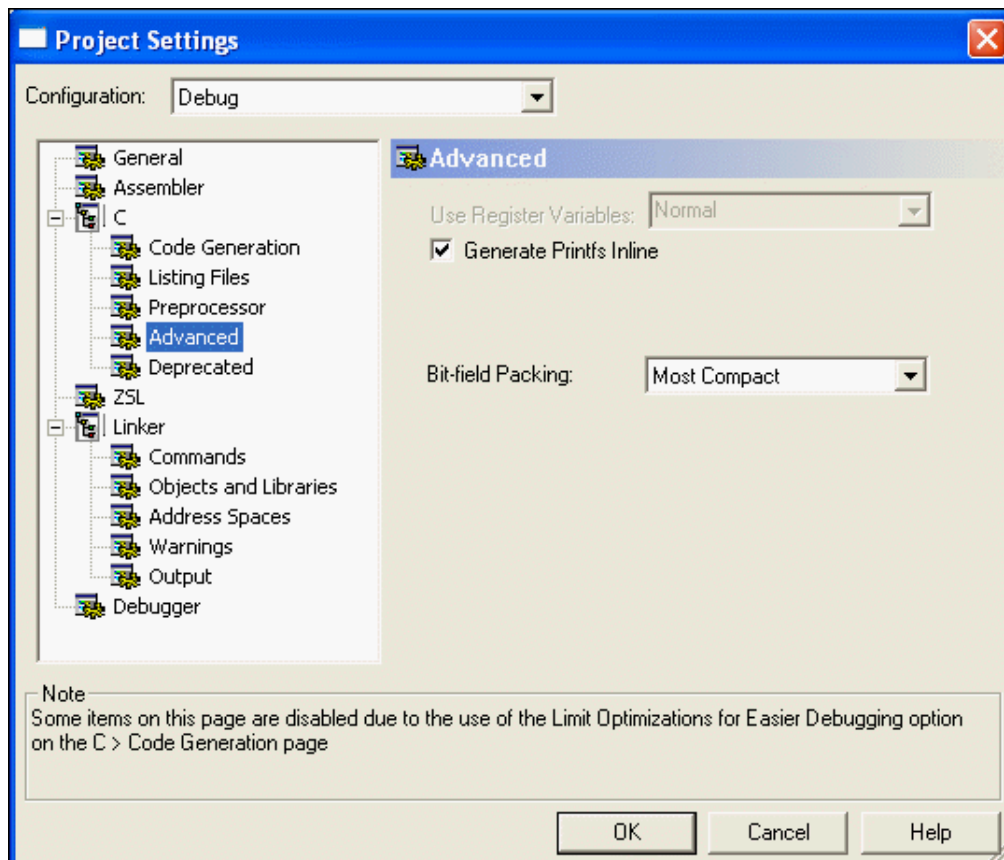 Project Settings
Configuration: Debug
General
Assembler
C
Code Generation
Listing Files
Preprocessor
Advanced
Deprecated
ZSL
Linker
Commands
Objects and Libraries
Address Spaces
Warnings
Output
Debugger
Advanced
Use Register Variables: Normal
Generate Printfs Inline
Bit-field Packing: Most Compact
Note
Some items on this page are disabled due to the use of the Limit Optimizations for Easier Debugging option
on the C > Code Generation page
OK Cancel Help